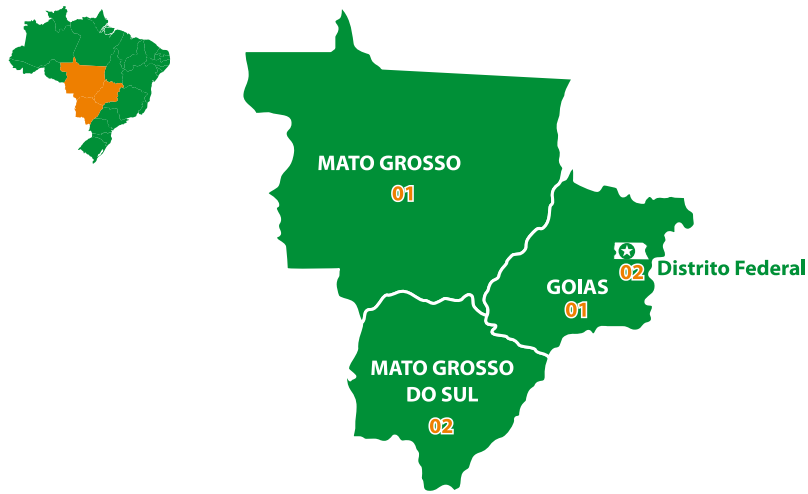 MATO GROSSO
01
Distrito Federal
02
GOIAS
01
MATO GROSSO
DO SUL
02